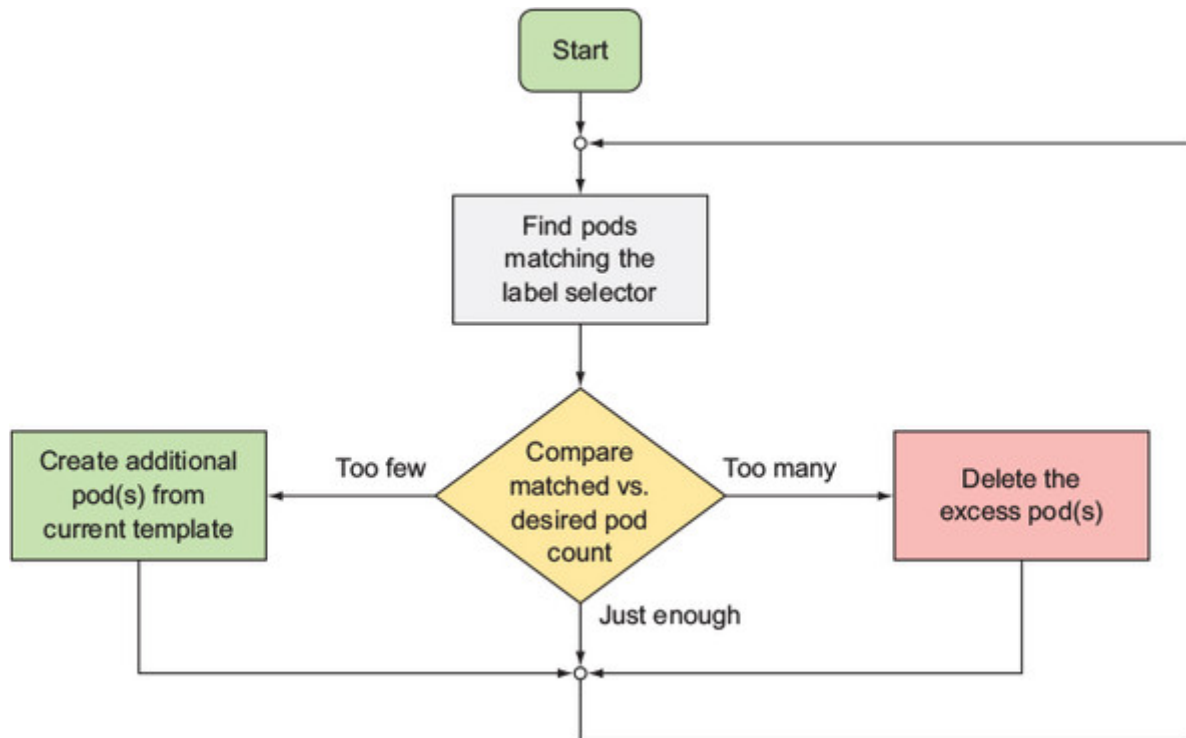 Start
Find pods
matching the
label selector
Compare
matched vs.
desired pod
count
Too few
Create additional
pod(s) from
current template
Too many
Delete the
excess pod(s)
Just enough